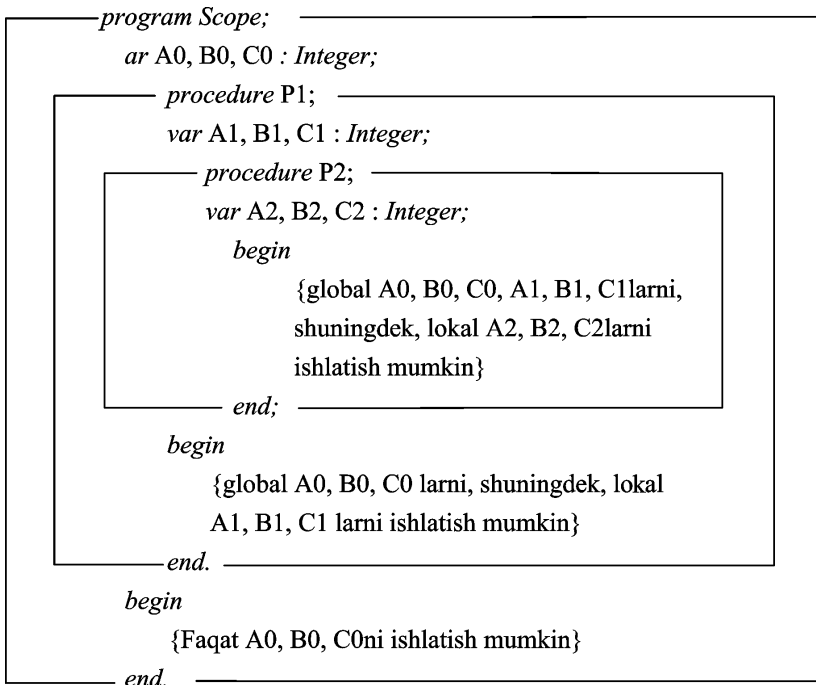 program Scope;
ar A0, B0, C0 : Integer;
procedure P1;
var A1, B1, C1 : Integer;
procedure P2;
var A2, B2, C2 : Integer;
begin
{global A0, B0, C0, A1, B1, C1larni,
shuningdek, lokal A2, B2, C2larni
ishlatish mumkin}
end;
begin
{global A0, B0, C0 larni, shuningdek, lokal
A1, B1, C1 larni ishlatish mumkin}
end.
begin
{Faqat A0, B0, C0ni ishlatish mumkin}
end.